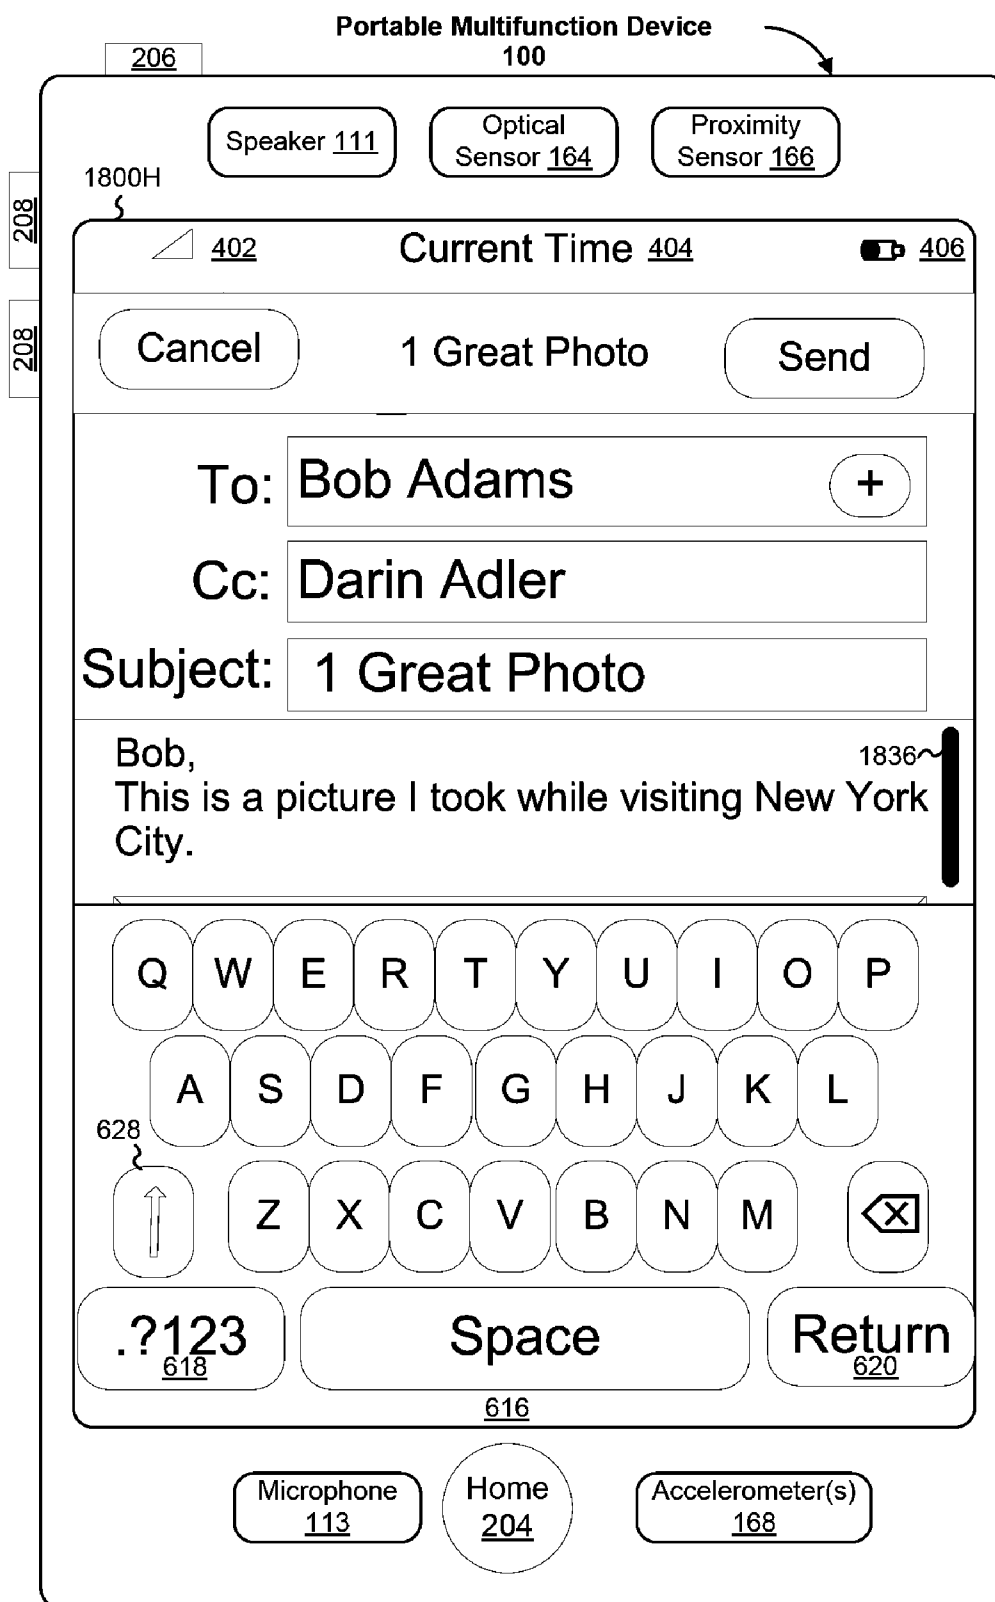 Portable Multifunction Device
100
206
Speaker 111
Optical
Sensor 164
Proximity
Sensor 166
1800H
208
208
402 Current Time 404 406
Cancel 1 Great Photo Send
To: Bob Adams +
Cc: Darin Adler
Subject: 1 Great Photo
Bob,
1836
This is a picture I took while visiting New York
City.
Q W E R T Y U I O P
A S D F G H J K L
628
Z X C V B N M
.?123 Space Return
618 620
616
Microphone
113
Home
204
Accelerometer(s)
168